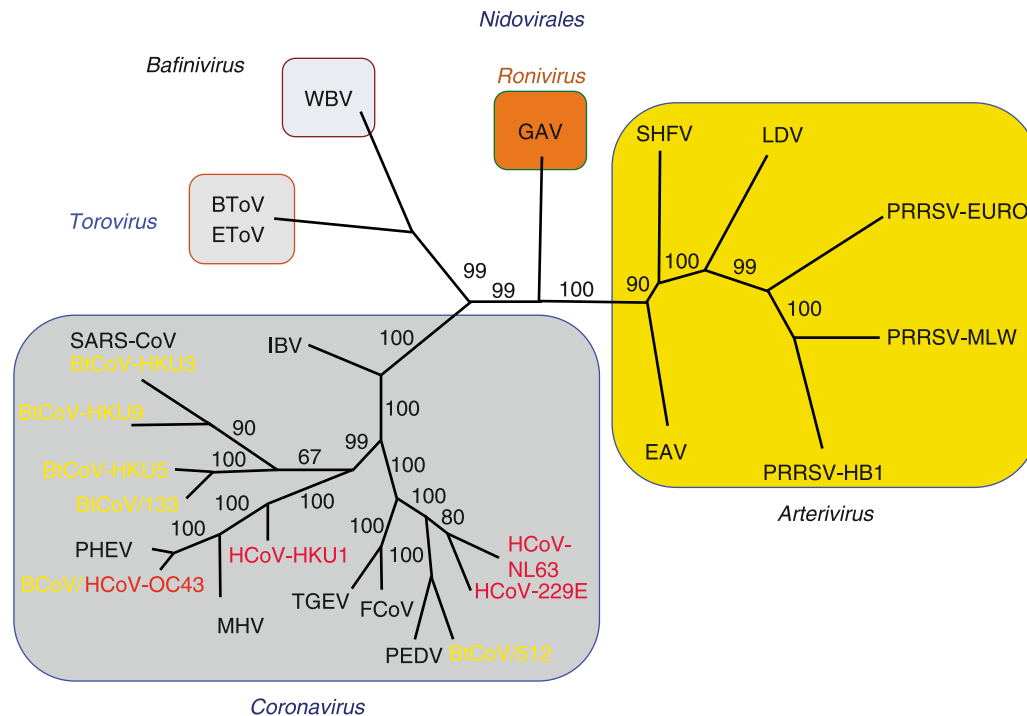 Nidovirales
Bafinivirus
Ronivirus
WBV
GAV
SHFV
LDV
BToV
EToV
Torovirus
PRRSV-EURO
99
99
100
90
100
99
100
PRRSV-MLW
EAV
PRRSV-HB1
Arterivirus
100
SARS-CoV
BtCoV-HKU3
IBV
BtCoV-HKU9
100
90
99
67
BtCoV-HKU5
100
100
BtCoV/133
100
100
100
80
100
PHEV
HCoV-HKU1
100
100
HCoV-
NL63
BCoV/HCoV-OC43
HCoV-229E
TGEV
FCoV
MHV
PEDV
BtCoV/512
Coronavirus